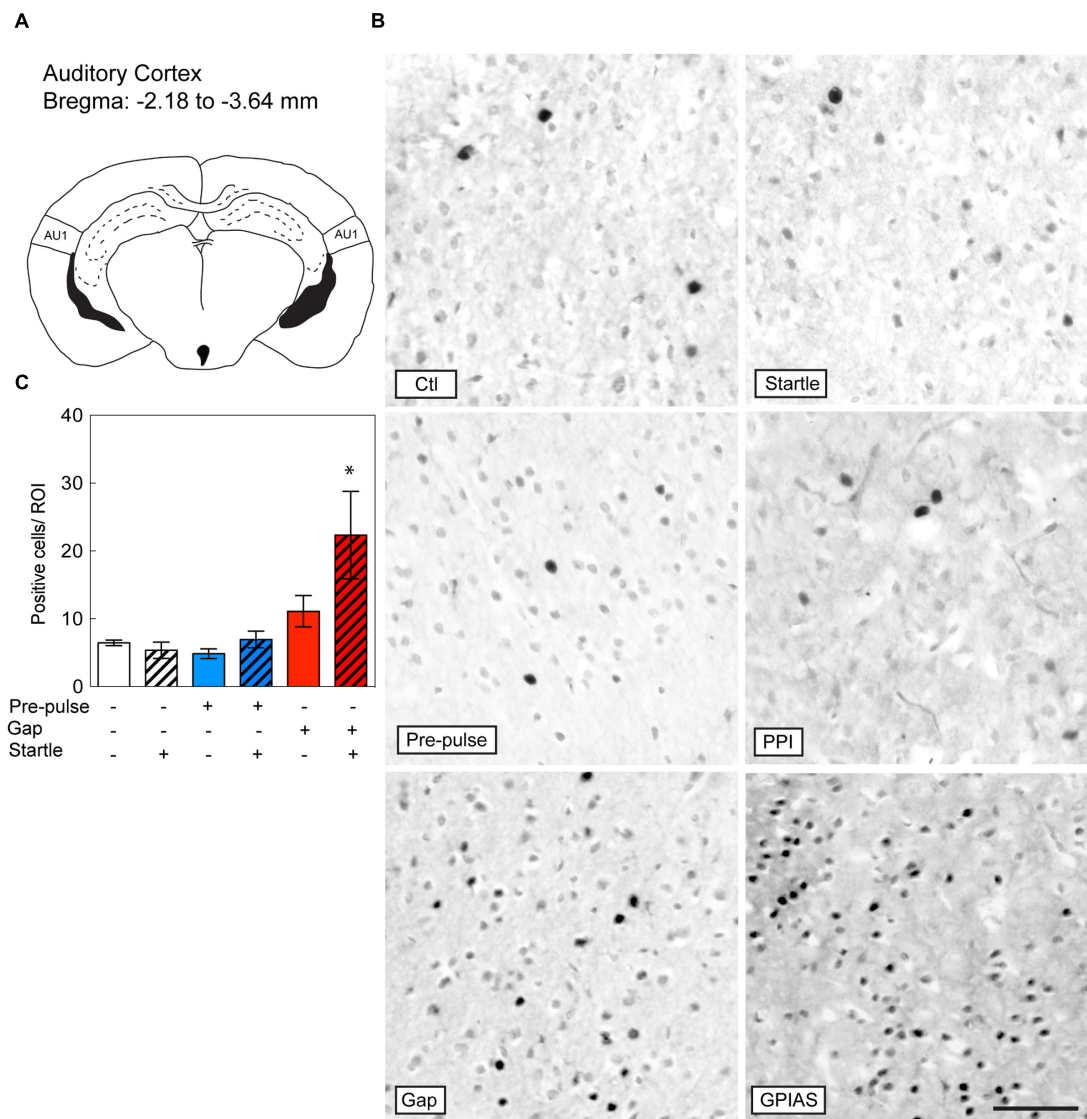 A
Auditory Cortex
Bregma: -2.18 to -3.64 mm
AU1 AU1
B
Ctl
Startle
Pre-pulse
PPI
Gap
GPIAS
C
Positive cells/ ROI
40
30
20
10
0
*
Pre-pulse - - + + - -
Gap - - - - + +
Startle - + - + - +